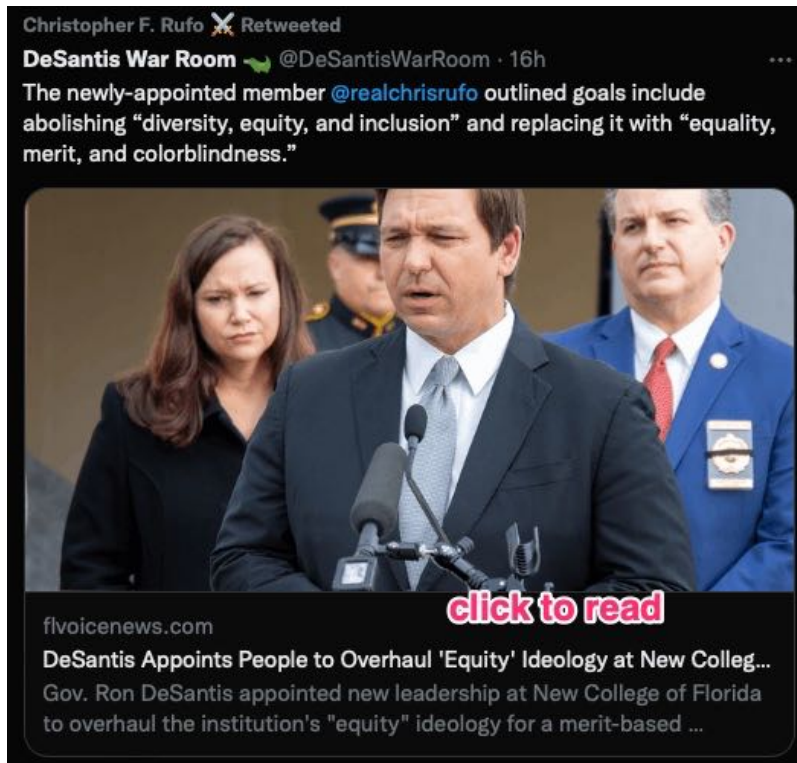 Christopher F. Rufo ⚔️ Retweeted
DeSantis War Room 🐊 @DeSantisWarRoom · 16h
The newly-appointed member @realchrisrufo outlined goals include
abolishing “diversity, equity, and inclusion” and replacing it with “equality,
merit, and colorblindness.”
click to read
flvoicenews.com
DeSantis Appoints People to Overhaul 'Equity' Ideology at New Colleg...
Gov. Ron DeSantis appointed new leadership at New College of Florida
to overhaul the institution's "equity" ideology for a merit-based ...